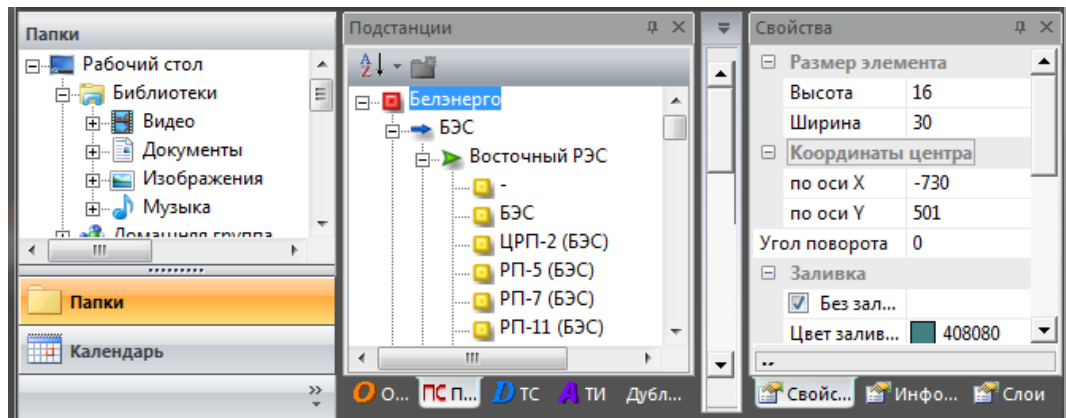 Папки
Рабочий стол
Библиотеки
Видео
Документы
Изображения
Музыка
Домашняя группа
Папки
Календарь
Подстанции
Белэнерго
БЭС
Восточный РЭС
-
БЭС
ЦРП-2 (БЭС)
РП-5 (БЭС)
РП-7 (БЭС)
РП-11 (БЭС)
О О... ПС П... D ТС А ТИ Дубл...
Свойства
Размер элемента
Высота 16
Ширина 30
Координаты центра
по оси X -730
по оси Y 501
Угол поворота 0
Заливка
Без зал...
Цвет залив... 408080
..
Свойс... Инфо... Слои